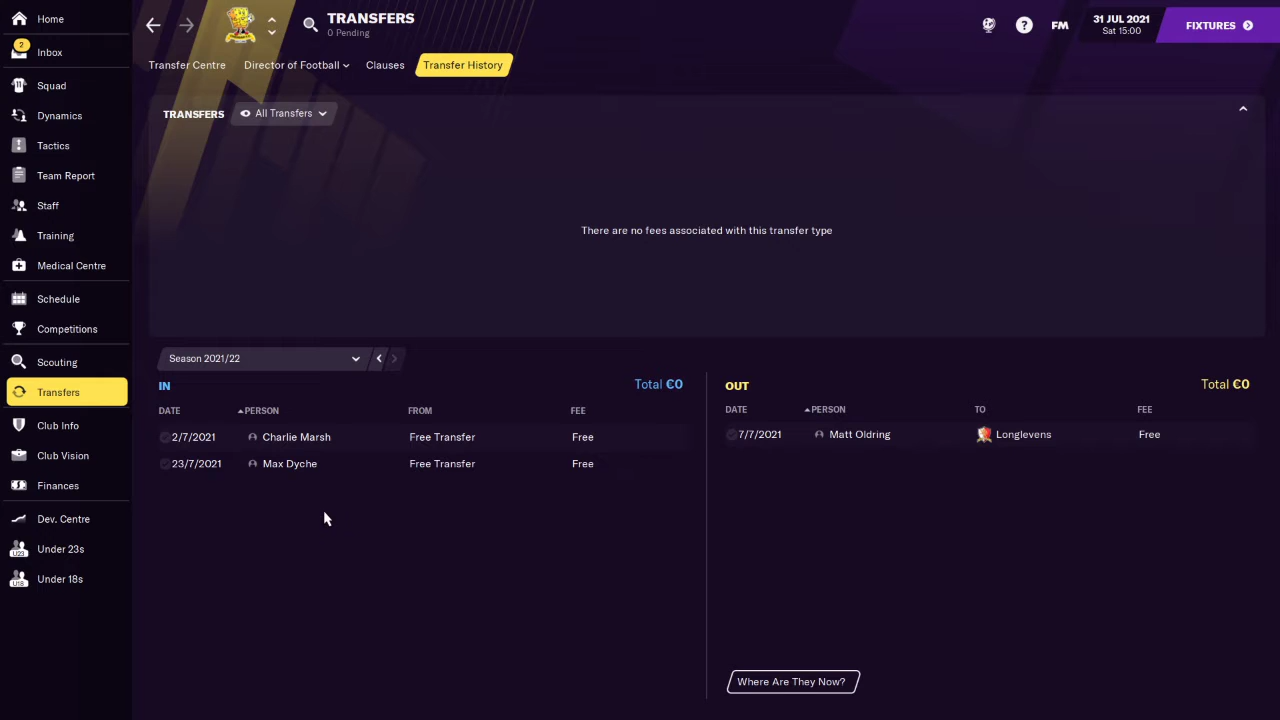 Home
TRANSFERS
0 Pending
FM
31 JUL 2021
Sat 15:00
FIXTURES
2
Inbox
Transfer Centre
Director of Football
Clauses
Transfer History
11
Squad
TRANSFERS
All Transfers
Dynamics
Tactics
Team Report
Staff
There are no fees associated with this transfer type
Training
Medical Centre
Schedule
Competitions
Scouting
Season 2021/22
Transfers
IN
Total €0
OUT
Total €0
DATE
PERSON
FROM
FEE
DATE
PERSON
TO
FEE
Club Info
2/7/2021
Charlie Marsh
Free Transfer
Free
7/7/2021
Matt Oldring
Longlevens
Free
Club Vision
23/7/2021
Max Dyche
Free Transfer
Free
Finances
Dev. Centre
U23
Under 23s
U18
Under 18s
Where Are They Now?